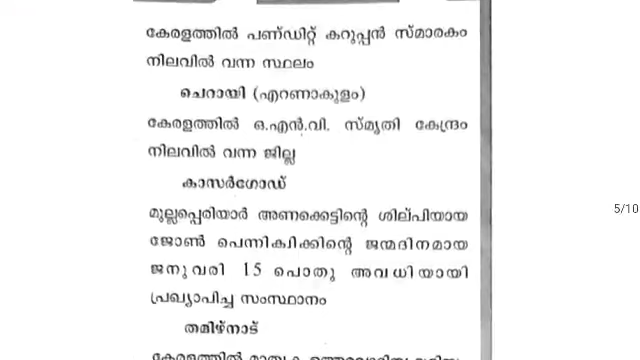 കേരളത്തിൽ പണ്ഡിറ്റ് കറുപ്പൻ സ്മാരകം
നിലവിൽ വന്ന സ്ഥലം
ചെറായി (എറണാകുളം)
കേരളത്തിൽ ഒ.എൻ.വി. സ്മൃതി കേന്ദ്രം
നിലവിൽ വന്ന ജില്ല
കാസർഗോഡ്
മുല്ലപ്പെരിയാർ അണക്കെട്ടിന്റെ ശില്പിയായ
ജോൺ പെന്നിക്വിക്കിന്റെ ജന്മദിനമായ
ജനുവരി 15 പൊതു അവധിയായി
പ്രഖ്യാപിച്ച സംസ്ഥാനം
തമിഴ്നാട്
കേരളത്തിൽ
5/10